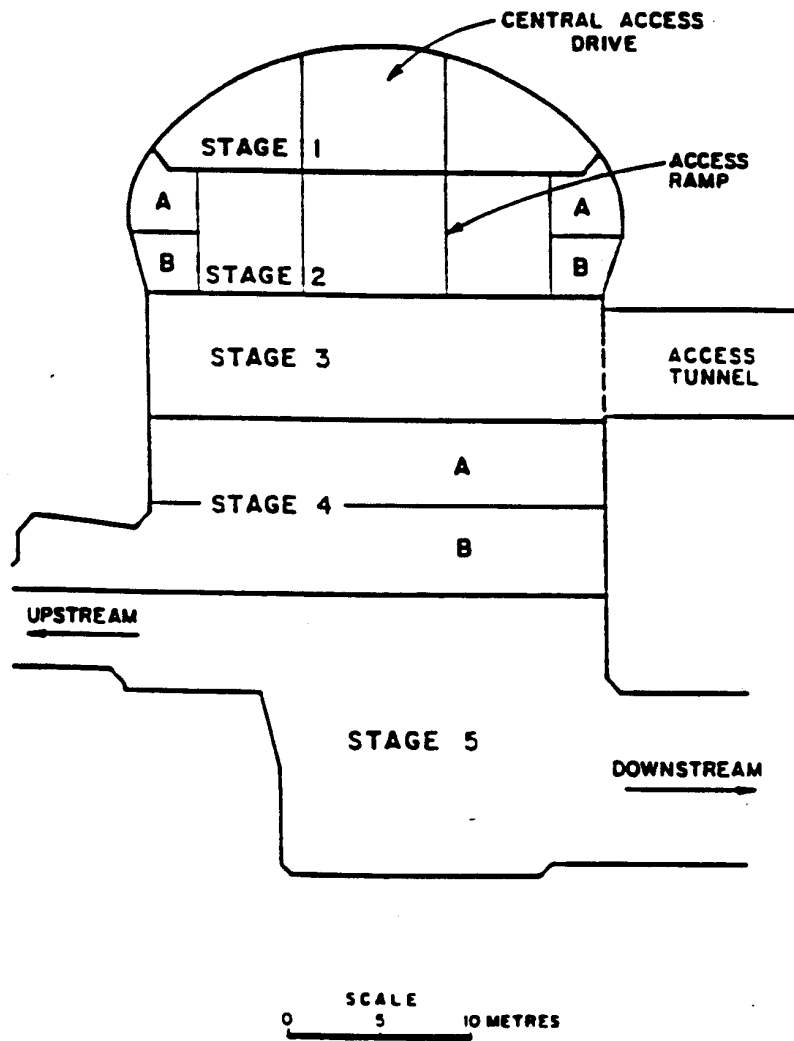 CENTRAL ACCESS
DRIVE
STAGE 1
ACCESS
RAMP
A
A
B
B
STAGE 2
STAGE 3
ACCESS
TUNNEL
A
STAGE 4
B
UPSTREAM
STAGE 5
DOWNSTREAM
SCALE
0 5 10 METRES